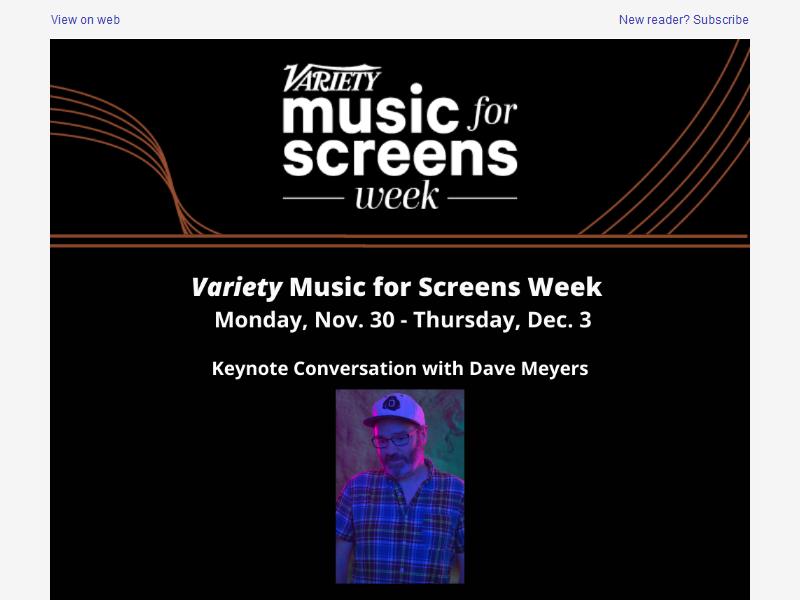 View on web
New reader? Subscribe
VARIETY
music for
screens
week
Variety Music for Screens Week
Monday, Nov. 30 - Thursday, Dec. 3
Keynote Conversation with Dave Meyers